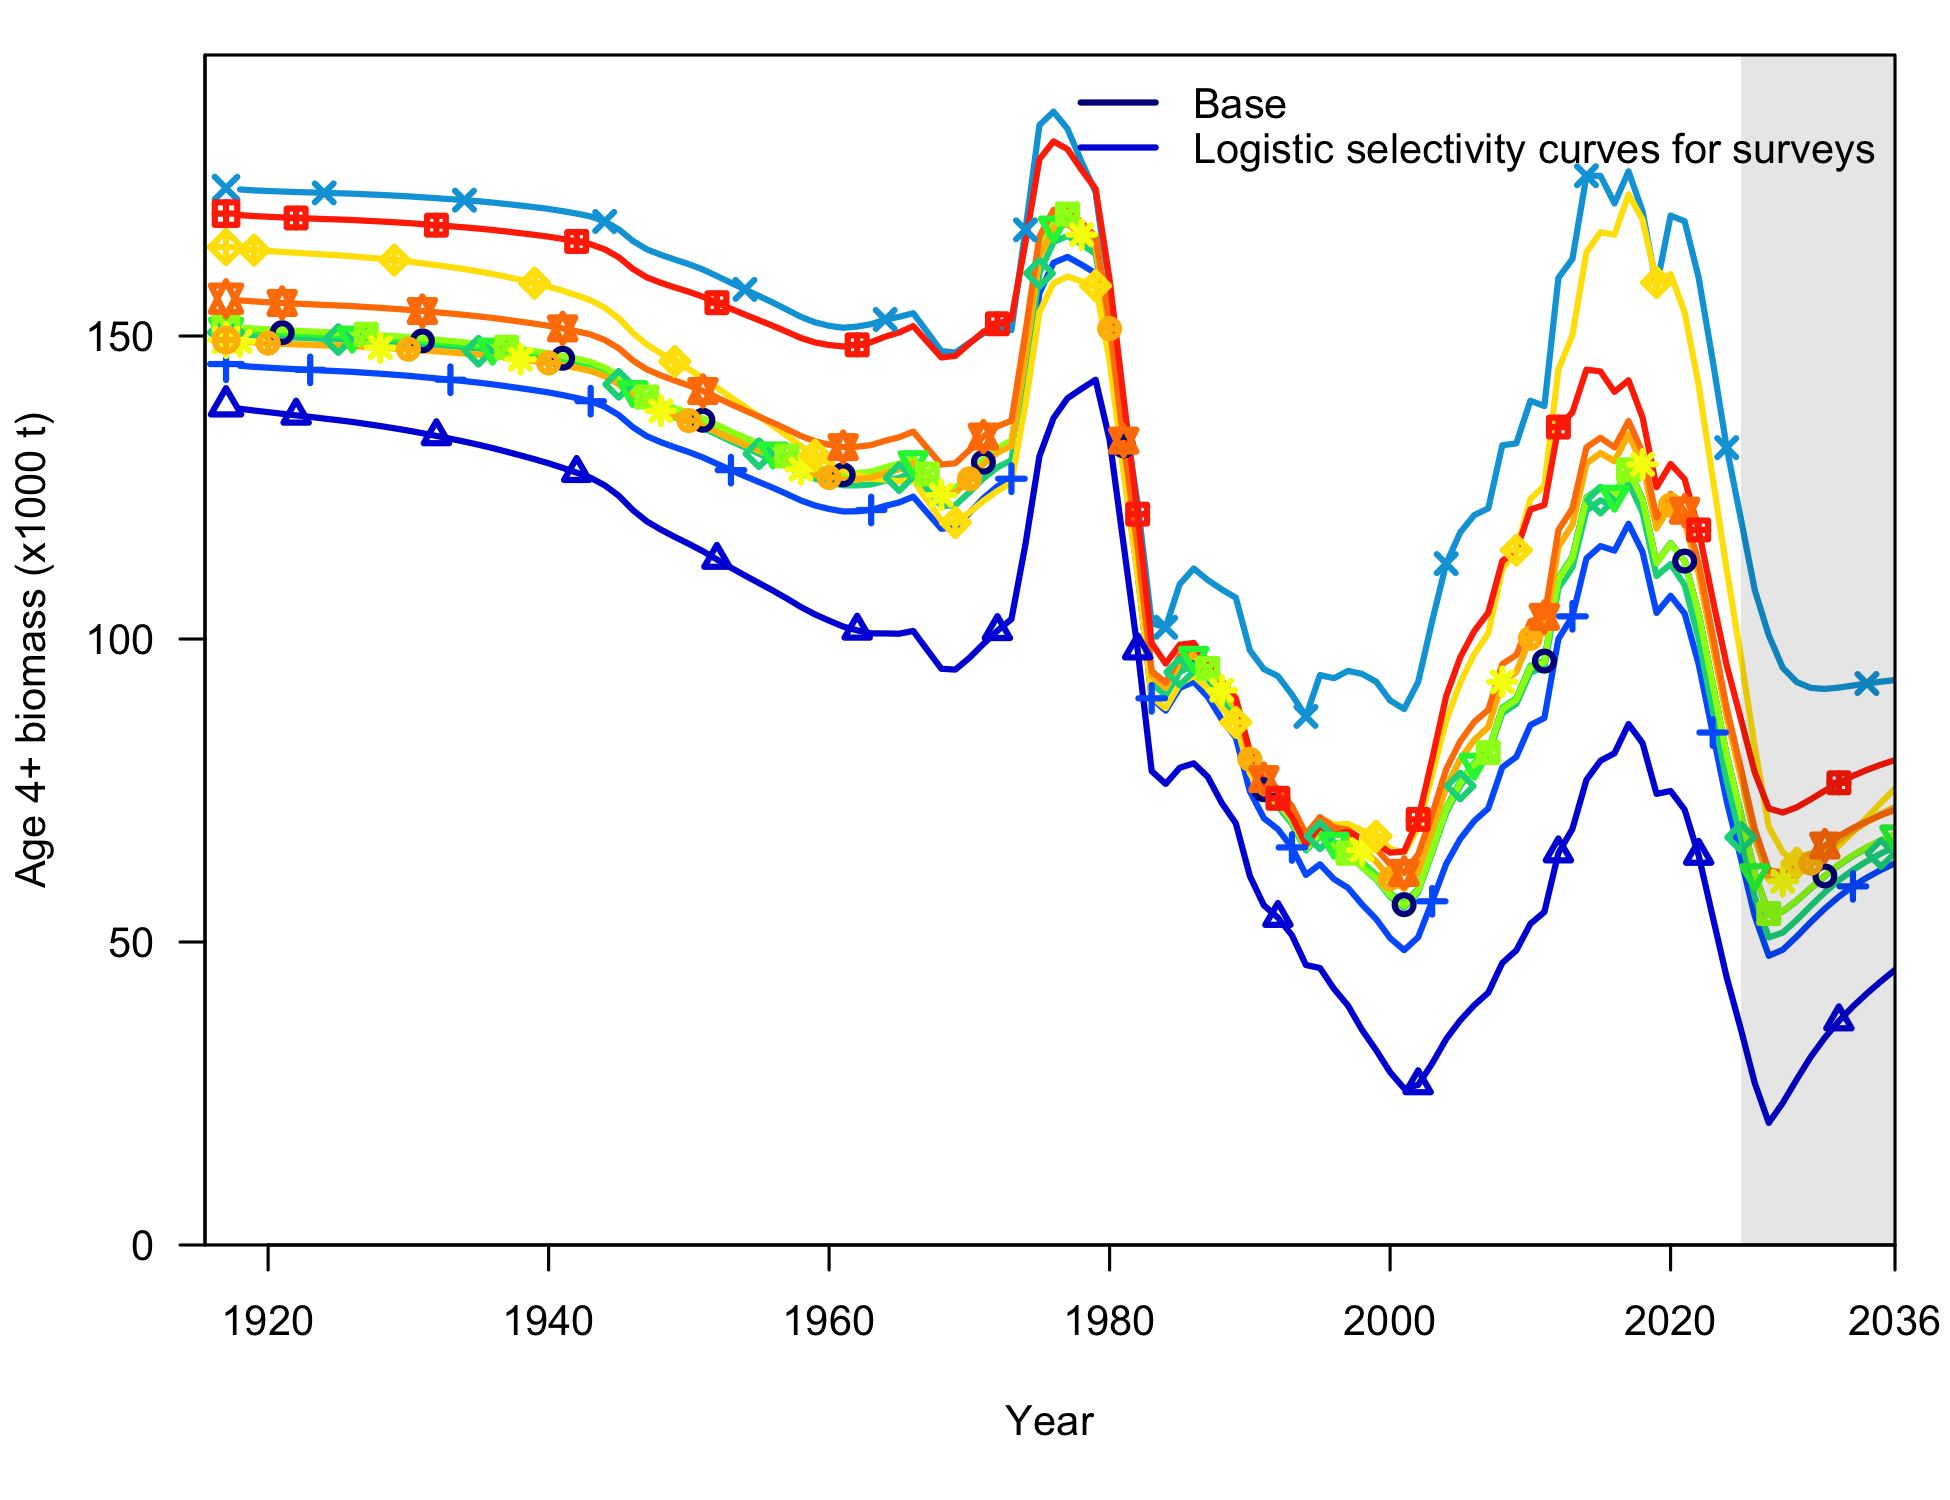 Base
Logistic selectivity curves for surveys
Age 4+ biomass (x1000 t)
150
100
50
0
1920 1940 1960 1980 2000 2020 2036
Year